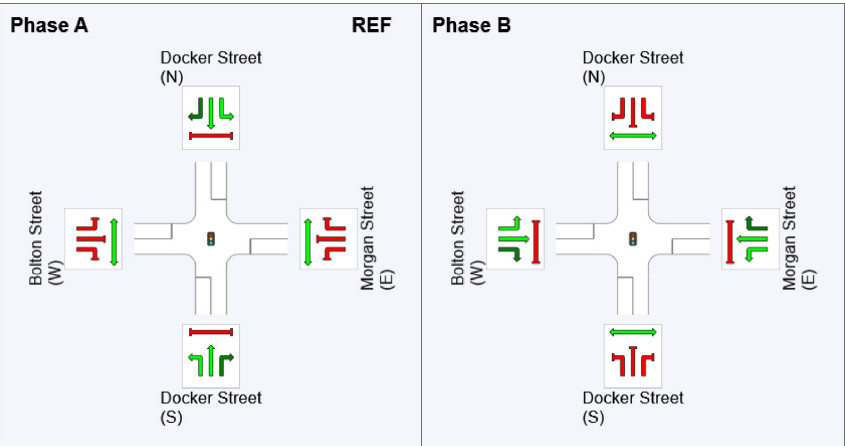 Phase A
REF
Docker Street
(N)
Bolton Street
(W)
Morgan Street
(E)
Docker Street
(S)
Phase B
Docker Street
(N)
Bolton Street
(W)
Morgan Street
(E)
Docker Street
(S)